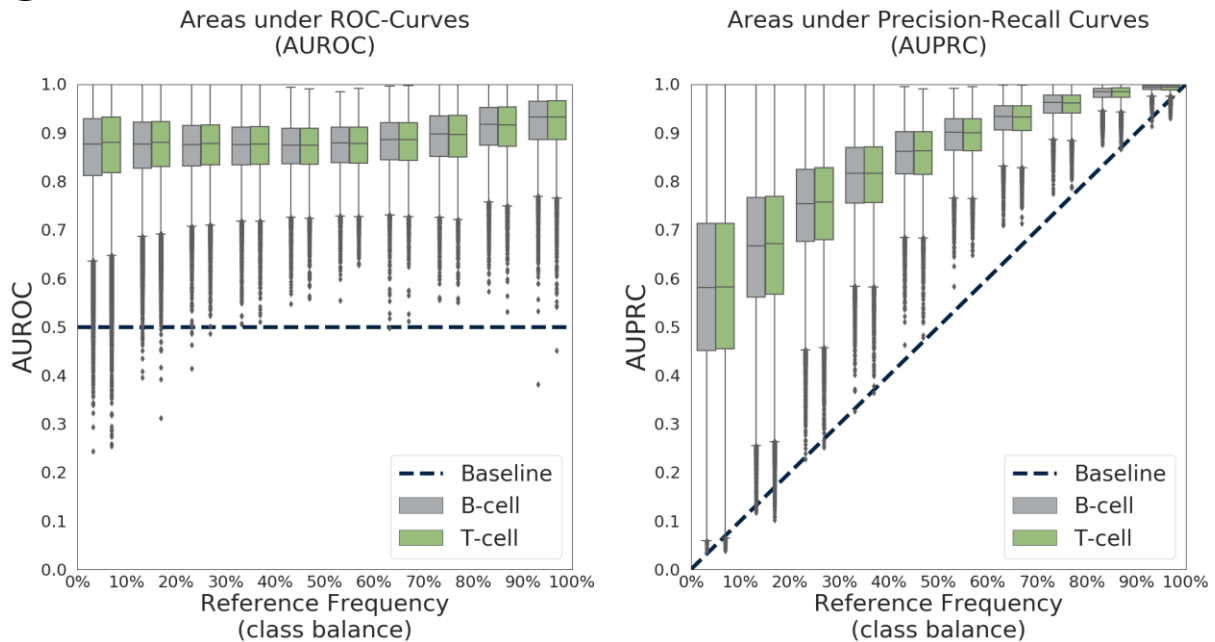 Areas under ROC-Curves
(AUROC)
1.0
0.9
0.8
0.7
0.6
0.5
0.4
0.3
0.2
0.1
0.0
AUROC
Baseline
B-cell
T-cell
0% 10% 20% 30% 40% 50% 60% 70% 80% 90% 100%
Reference Frequency
(class balance)
Areas under Precision-Recall Curves
(AUPRC)
1.0
0.9
0.8
0.7
0.6
0.5
0.4
0.3
0.2
0.1
0.0
AUPRC
Baseline
B-cell
T-cell
0% 10% 20% 30% 40% 50% 60% 70% 80% 90% 100%
Reference Frequency
(class balance)